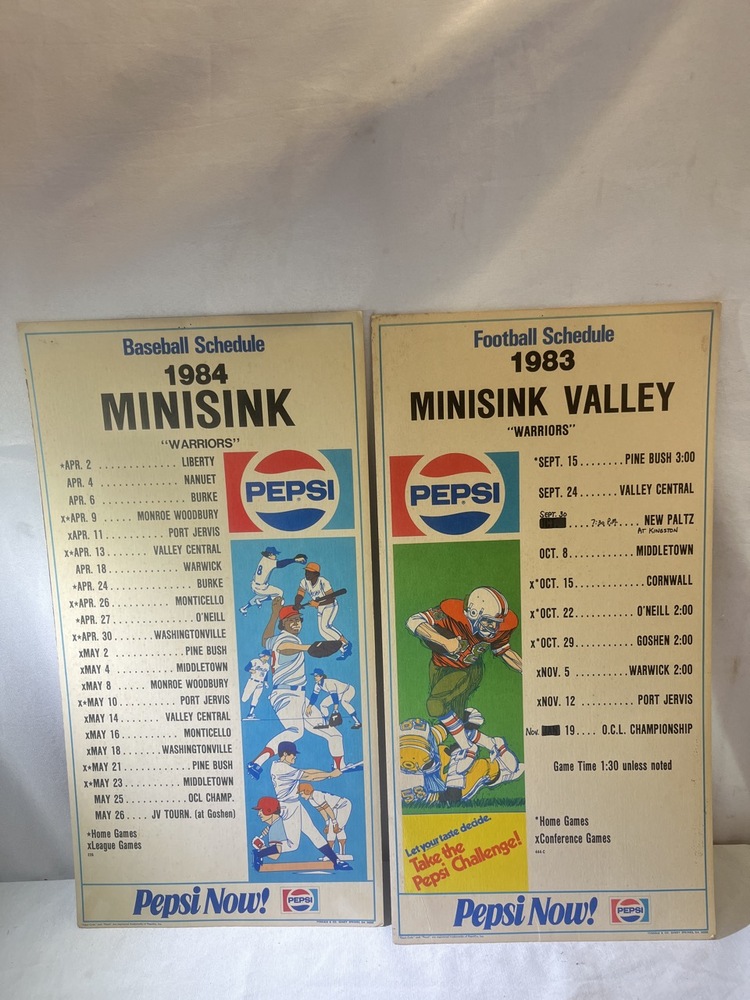 Baseball Schedule
1984
MINISINK
"WARRIORS"
*APR. 2 .......... LIBERTY
APR. 4 .......... NANUET
APR. 6 .......... BURKE
x*APR. 9 ....... MONROE WOODBURY
xAPR. 11 .......... PORT JERVIS
x*APR. 13 ....... VALLEY CENTRAL
APR. 18 .......... WARWICK
*APR. 24 .......... BURKE
x*APR. 26 .......... MONTICELLO
*APR. 27 .......... O'NEILL
x*APR. 30 ....... WASHINGTONVILLE
xMAY 2 .......... PINE BUSH
xMAY 4 .......... MIDDLETOWN
xMAY 8 ....... MONROE WOODBURY
x*MAY 10 .......... PORT JERVIS
xMAY 14 ....... VALLEY CENTRAL
xMAY 16 .......... MONTICELLO
xMAY 18 ....... WASHINGTONVILLE
x*MAY 21 .......... PINE BUSH
x*MAY 23 .......... MIDDLETOWN
MAY 25 .......... OCL CHAMP.
MAY 26.... JV TOURN. (at Goshen)
*Home Games
xLeague Games
PEPSI
8
Pepsi Now!
PEPSI
Football Schedule
1983
MINISINK VALLEY
"WARRIORS"
*SEPT. 15 ........ PINE BUSH 3:00
SEPT. 24 ....... VALLEY CENTRAL
SEPT. 30 .... 7:30 P.M. .... NEW PALTZ
AT KINGSTON
OCT. 8 .......... MIDDLETOWN
x*OCT. 15 .......... CORNWALL
x*OCT. 22 .......... O'NEILL 2:00
x*OCT. 29 .......... GOSHEN 2:00
xNOV. 5 .......... WARWICK 2:00
xNOV. 12 .......... PORT JERVIS
Nov. 19 .... O.C.L. CHAMPIONSHIP
Game Time 1:30 unless noted
*Home Games
xConference Games
PEPSI
Let your taste decide.
Take the
Pepsi Challenge!
Pepsi Now!
PEPSI